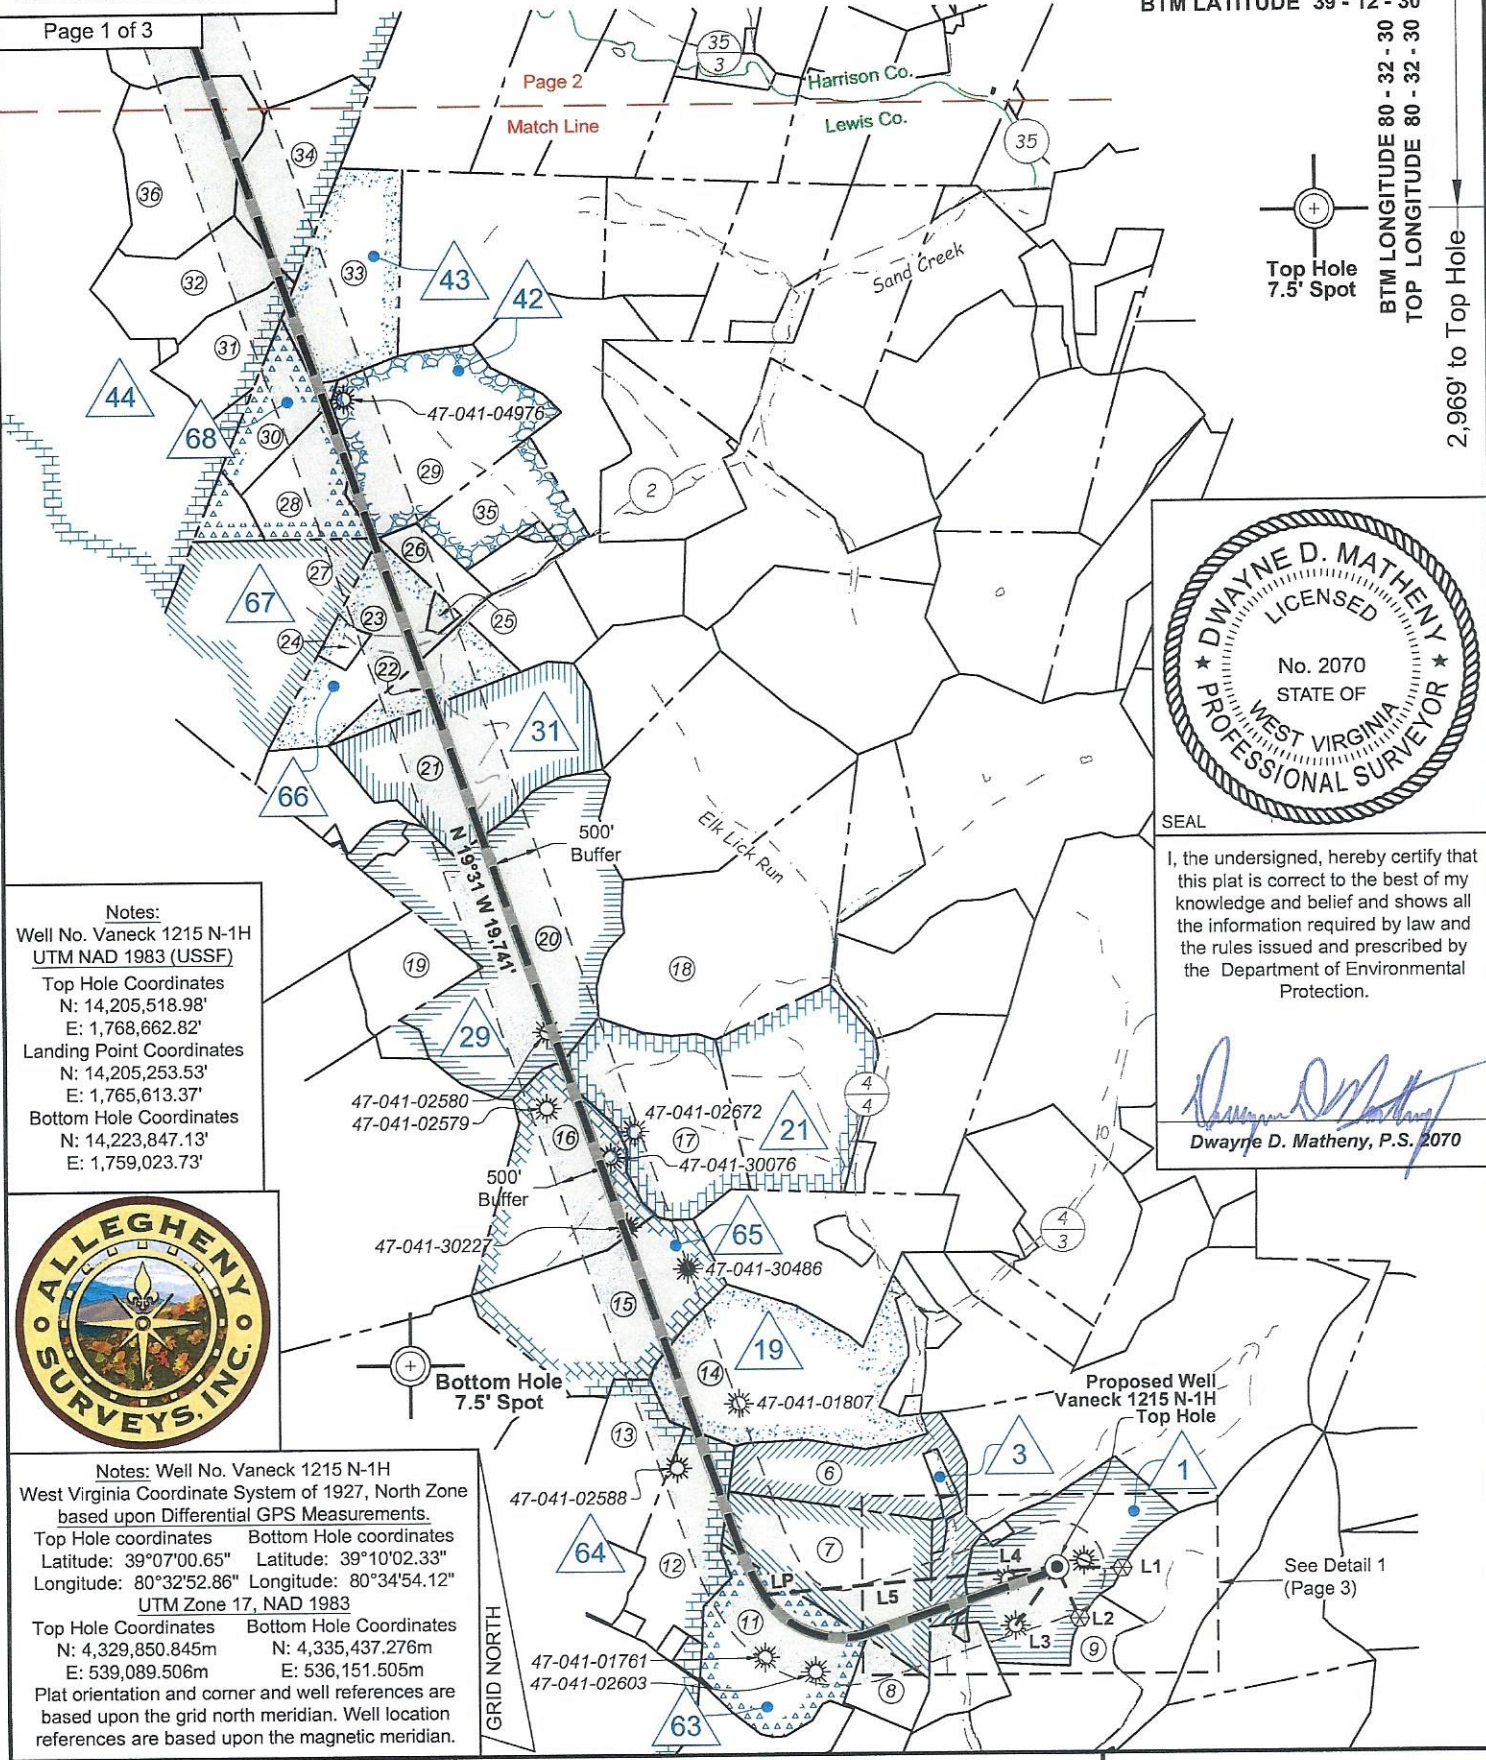 Page 1 of 3
BTM LATITUDE 39 - 12 - 30
BTM LONGITUDE 80 - 32 - 30
TOP LONGITUDE 80 - 32 - 30
2,969' to Top Hole
Top Hole
7.5' Spot
Page 2
Match Line
Harrison Co.
Lewis Co.
35
3
35
34
36
33
32
31
43
42
44
68
30
47-041-04976
29
28
35
2
Sand Creek
26
27
67
25
23
24
22
31
21
66
N 19°31 W 19,741'
500'
Buffer
Elk Lick Run
20
19
18
29
47-041-02580
47-041-02579
16
47-041-02672
17
21
47-041-30076
4
4
500'
Buffer
4
3
65
47-041-30227
47-041-30486
15
19
14
47-041-01807
Bottom Hole
7.5' Spot
13
Proposed Well
Vaneck 1215 N-1H
Top Hole
3
1
6
47-041-02588
64
7
12
LP
L5
L4
L1
L2
L3
See Detail 1
(Page 3)
11
9
8
47-041-01761
47-041-02603
63
GRID NORTH
DWAYNE D. MATHENY
LICENSED
No. 2070
STATE OF
WEST VIRGINIA
PROFESSIONAL SURVEYOR
SEAL
I, the undersigned, hereby certify that
this plat is correct to the best of my
knowledge and belief and shows all
the information required by law and
the rules issued and prescribed by
the Department of Environmental
Protection.
Dwayne D. Matheny
Dwayne D. Matheny, P.S. 2070
Notes:
Well No. Vaneck 1215 N-1H
UTM NAD 1983 (USSF)
Top Hole Coordinates
N: 14,205,518.98'
E: 1,768,662.82'
Landing Point Coordinates
N: 14,205,253.53'
E: 1,765,613.37'
Bottom Hole Coordinates
N: 14,223,847.13'
E: 1,759,023.73'
ALLEGHENY
SURVEYS, INC.
Notes: Well No. Vaneck 1215 N-1H
West Virginia Coordinate System of 1927, North Zone
based upon Differential GPS Measurements.
Top Hole coordinates Bottom Hole coordinates
Latitude: 39°07'00.65" Latitude: 39°10'02.33"
Longitude: 80°32'52.86" Longitude: 80°34'54.12"
UTM Zone 17, NAD 1983
Top Hole Coordinates Bottom Hole Coordinates
N: 4,329,850.845m N: 4,335,437.276m
E: 539,089.506m E: 536,151.505m
Plat orientation and corner and well references are
based upon the grid north meridian. Well location
references are based upon the magnetic meridian.